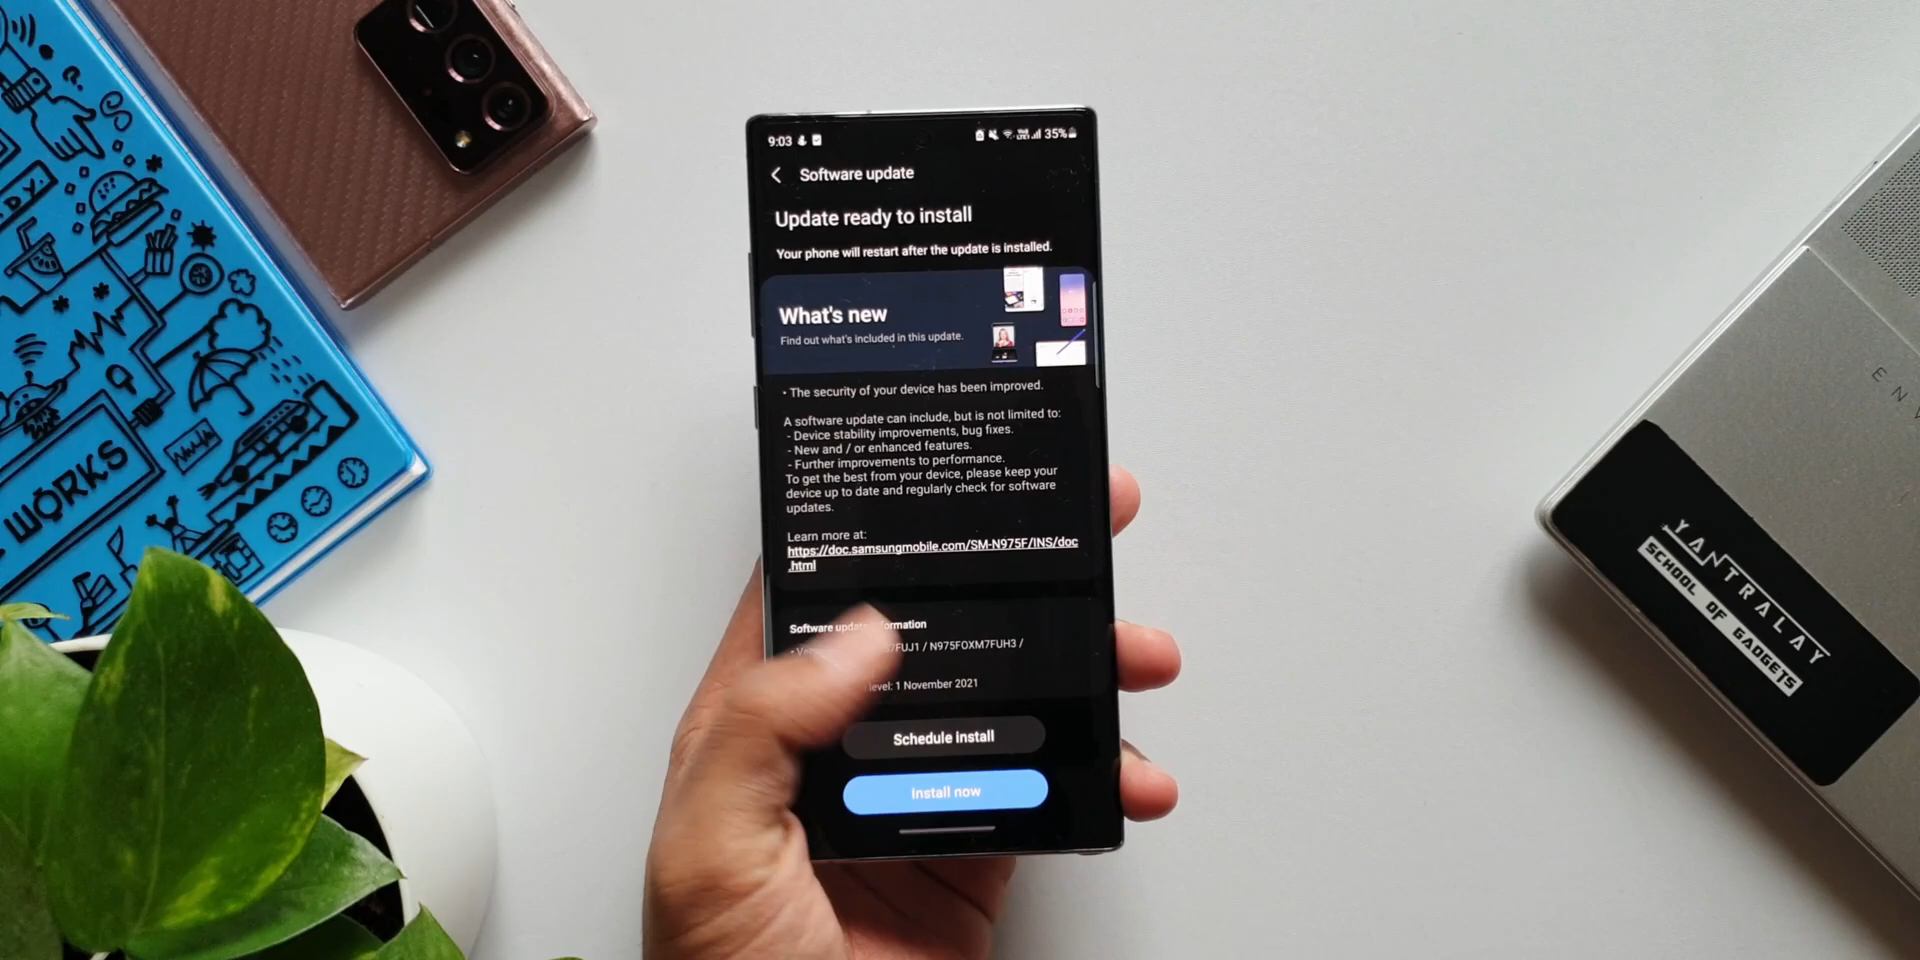 9:03
35%
Software update
Update ready to install
Your phone will restart after the update is installed.
What's new
Find out what's included in this update.
• The security of your device has been improved.
A software update can include, but is not limited to:
- Device stability improvements, bug fixes.
- New and / or enhanced features.
- Further improvements to performance.
To get the best from your device, please keep your
device up to date and regularly check for software
updates.
Learn more at:
https://doc.samsungmobile.com/SM-N975F/INS/doc
.html
Software update
7FUJ1 / N975FOXM7FUH3 /
level: 1 November 2021
Schedule install
Install now
WORKS
YANTRALAY
SCHOOL OF GADGETS